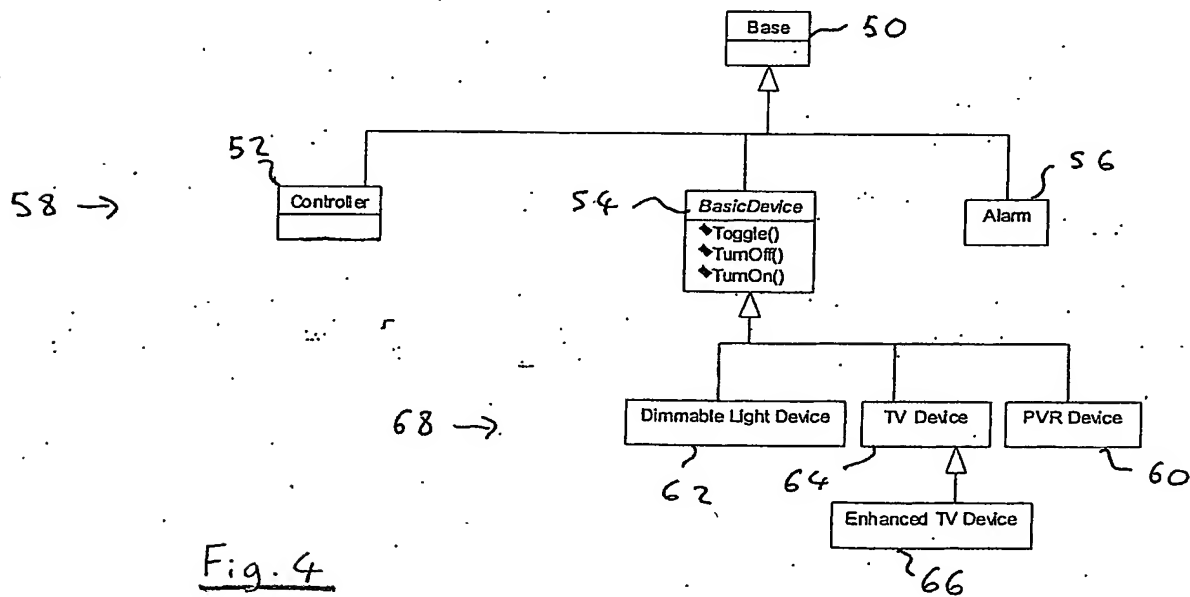 Base
50
52
58 →
Controller
54
BasicDevice
Toggle()
TurnOff()
TurnOn()
56
Alarm
68 →
Dimmable Light Device
62
TV Device
64
PVR Device
60
Enhanced TV Device
66
Fig. 4